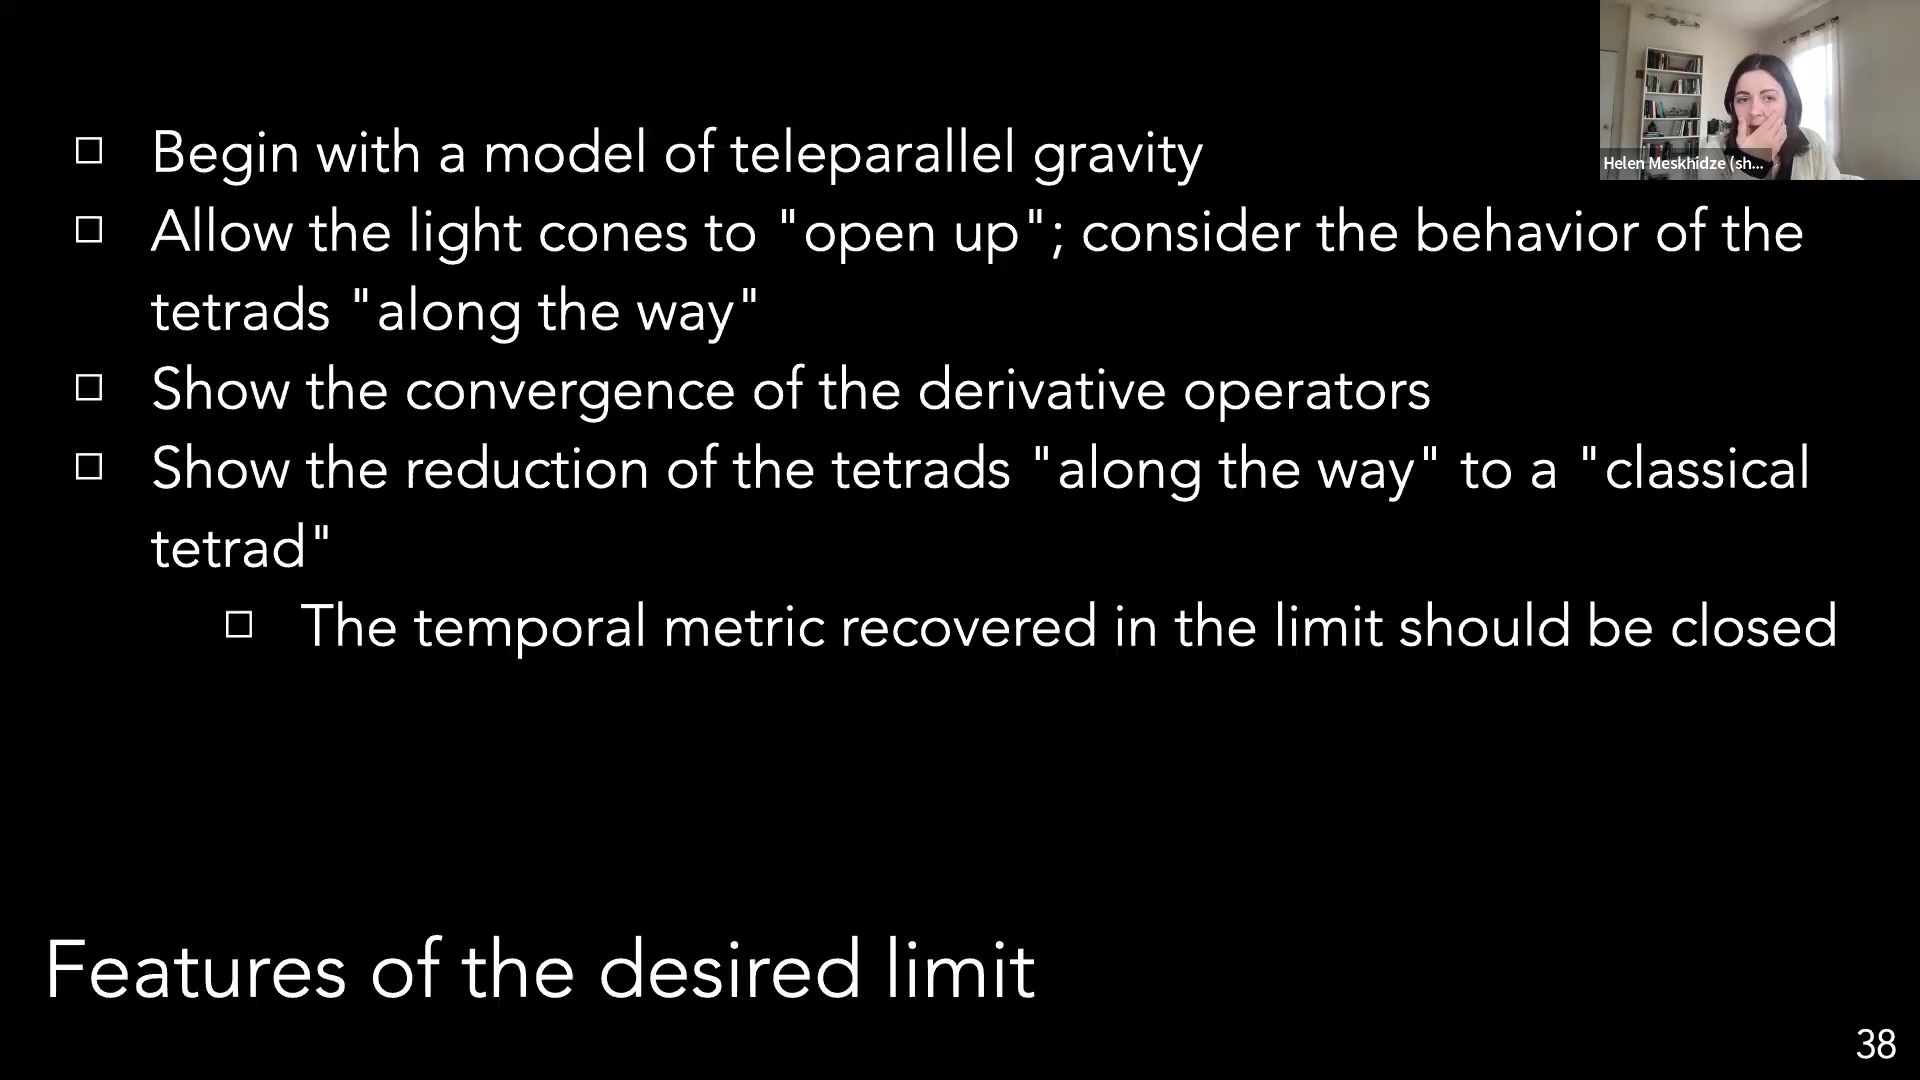 Begin with a model of teleparallel gravity
Allow the light cones to "open up"; consider the behavior of the
tetrads "along the way"
Show the convergence of the derivative operators
Show the reduction of the tetrads "along the way" to a "classical
tetrad"
The temporal metric recovered in the limit should be closed
Features of the desired limit
38
Helen Meskhidze (sh...